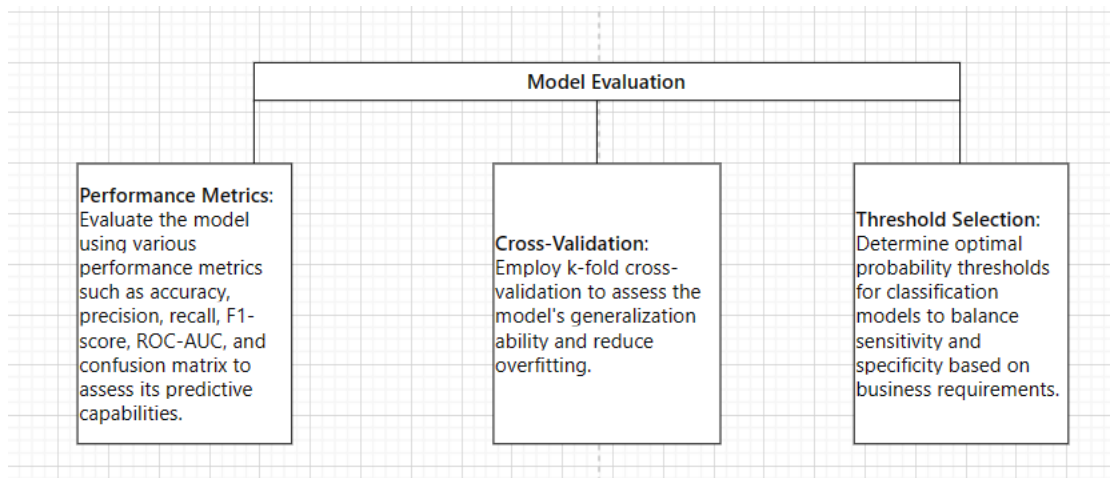 Model Evaluation
Performance Metrics:
Evaluate the model
using various
performance metrics
such as accuracy,
precision, recall, F1-
score, ROC-AUC, and
confusion matrix to
assess its predictive
capabilities.
Cross-Validation:
Employ k-fold cross-
validation to assess the
model's generalization
ability and reduce
overfitting.
Threshold Selection:
Determine optimal
probability thresholds
for classification
models to balance
sensitivity and
specificity based on
business requirements.